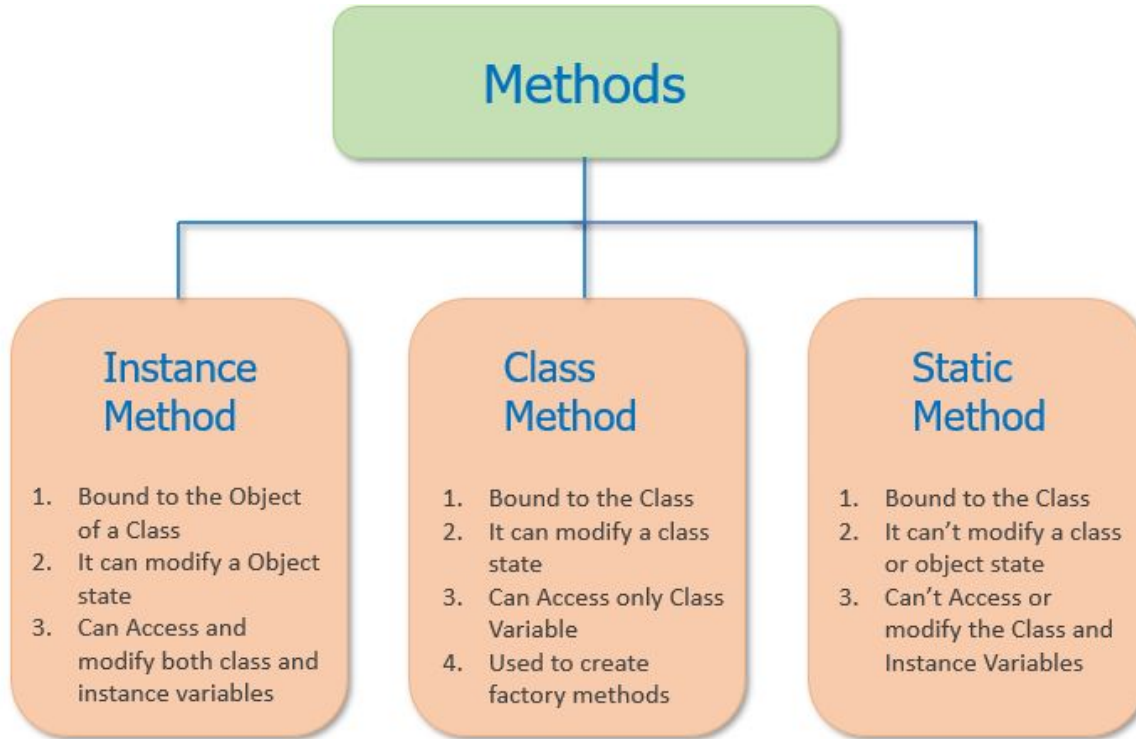 Methods
Instance
Method
1. Bound to the Object
of a Class
2. It can modify a Object
state
3. Can Access and
modify both class and
instance variables
Class
Method
1. Bound to the Class
2. It can modify a class
state
3. Can Access only Class
Variable
4. Used to create
factory methods
Static
Method
1. Bound to the Class
2. It can’t modify a class
or object state
3. Can’t Access or
modify the Class and
Instance Variables